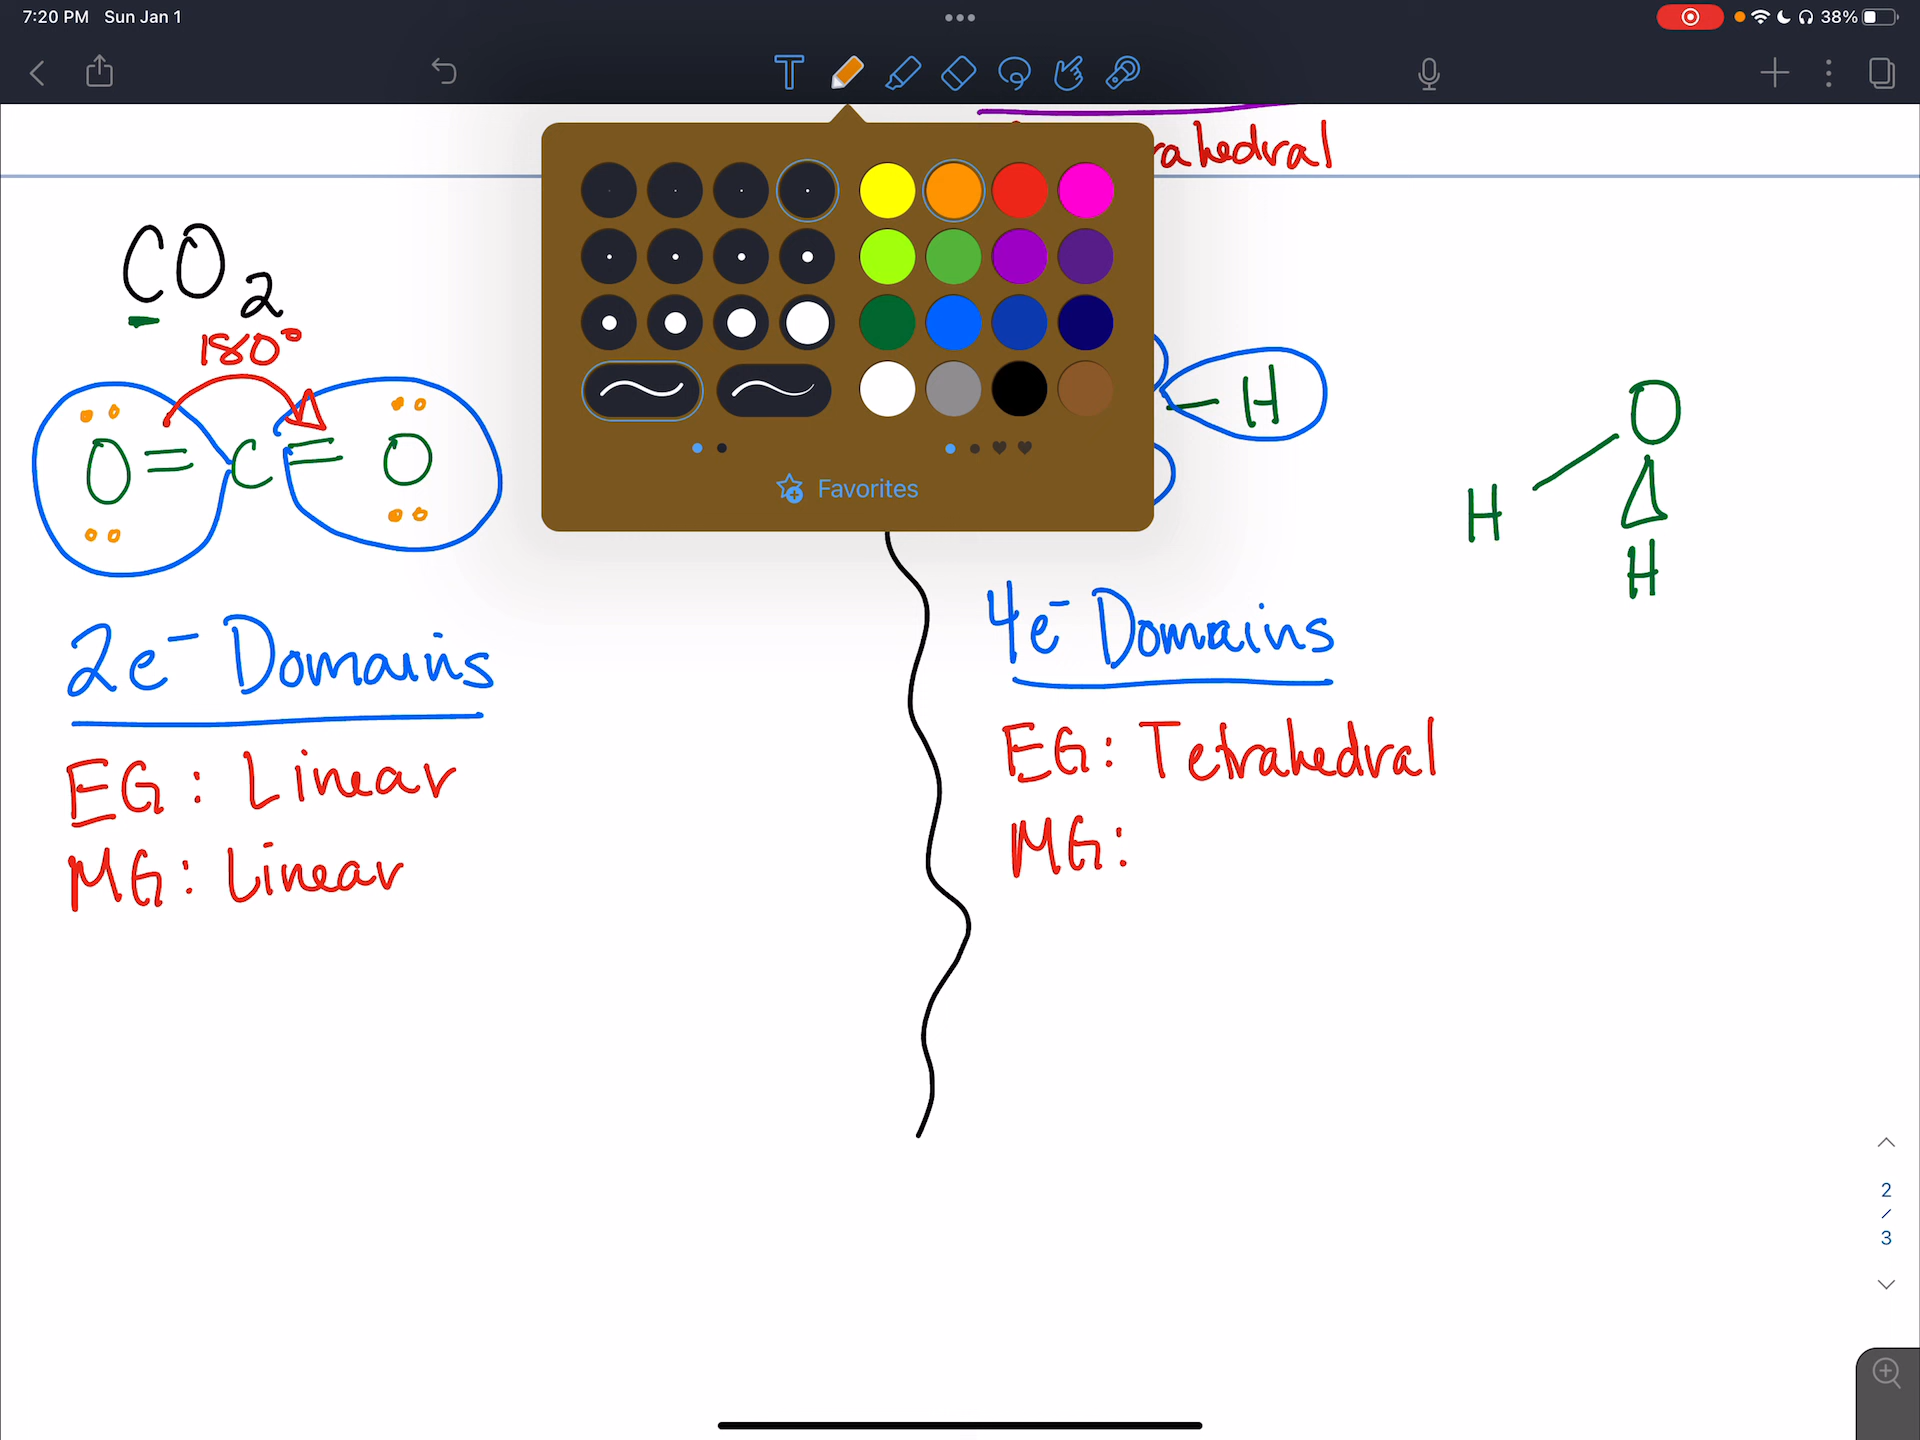 7:20 PM Sun Jan 1
38%
T
rahedral
CO2
180°
O = C = O
Favorites
- H
O
H
H
2e⁻ Domains
EG: Linear
MG: Linear
4e⁻ Domains
EG: Tetrahedral
MG:
2
/
3